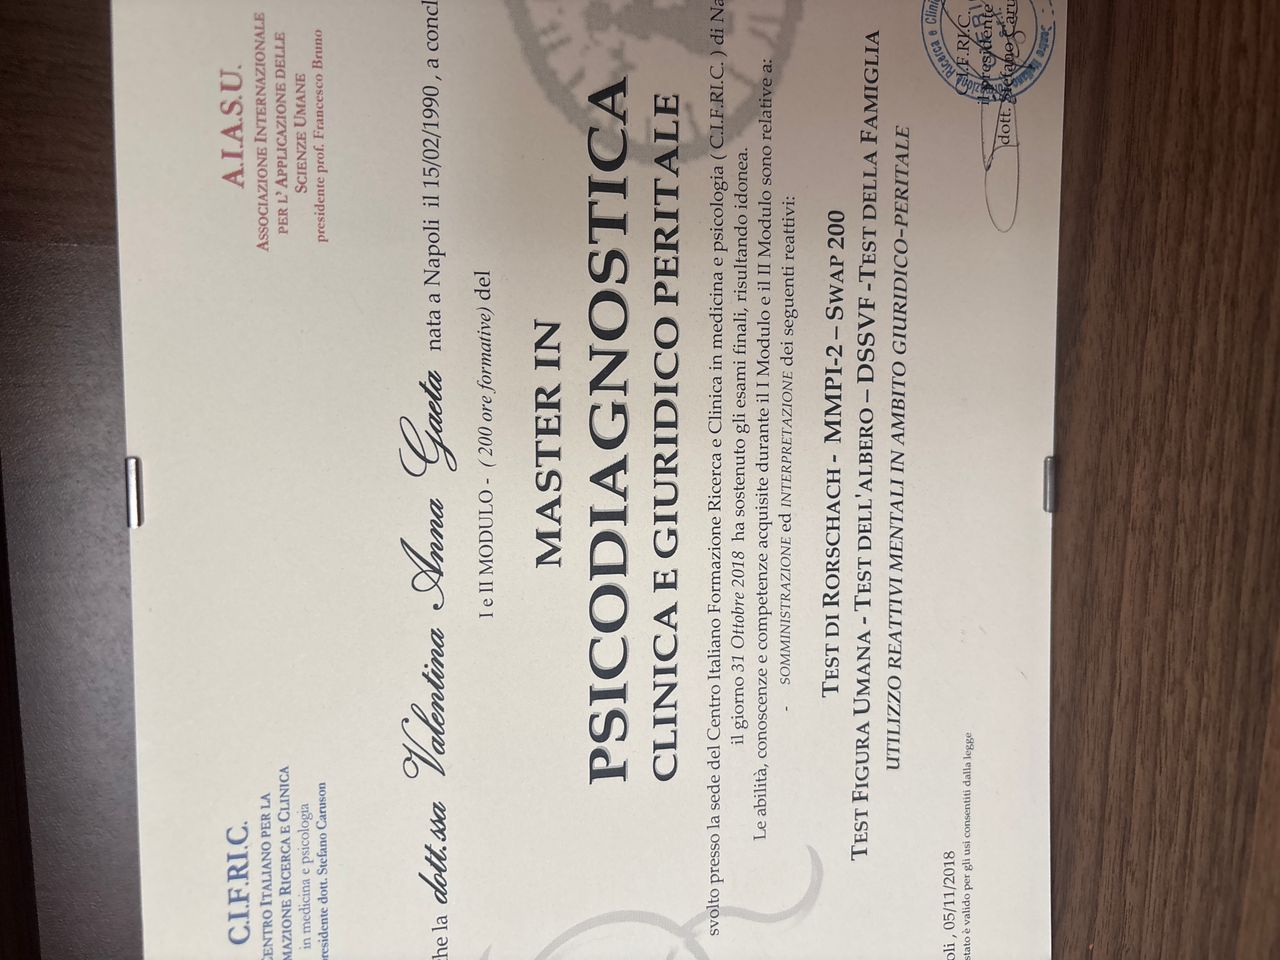 C.I.F.RI.C.
ENTRO ITALIANO PER LA
MAZIONE RICERCA E CLINICA
in medicina e psicologia
presidente dott. Stefano Caruson
A.I.A.S.U.
ASSOCIAZIONE INTERNAZIONALE
PER L' APPLICAZIONE DELLE
SCIENZE UMANE
presidente prof. Francesco Bruno
he la dott.ssa Valentina Anna Gaeta nata a Napoli il 15/02/1990 , a concl
I e II MODULO - ( 200 ore formative) del
MASTER IN
PSICODIAGNOSTICA
CLINICA E GIURIDICO PERITALE
svolto presso la sede del Centro Italiano Formazione Ricerca e Clinica in medicina e psicologia ( C.I.F.RI.C. ) di Na
il giorno 31 Ottobre 2018 ha sostenuto gli esami finali, risultando idonea.
Le abilità, conoscenze e competenze acquisite durante il I Modulo e il II Modulo sono relative a:
- SOMMINISTRAZIONE ed INTERPRETAZIONE dei seguenti reattivi:
TEST DI RORSCHACH - MMPI-2 – SWAP 200
TEST FIGURA UMANA - TEST DELL'ALBERO – DSSVF -TEST DELLA FAMIGLIA
UTILIZZO REATTIVI MENTALI IN AMBITO GIURIDICO-PERITALE
oli , 05/11/2018
stato è valido per gli usi consentiti dalla legge
C.I.F.RI.C.
il presidente
dott. Stefano Caru